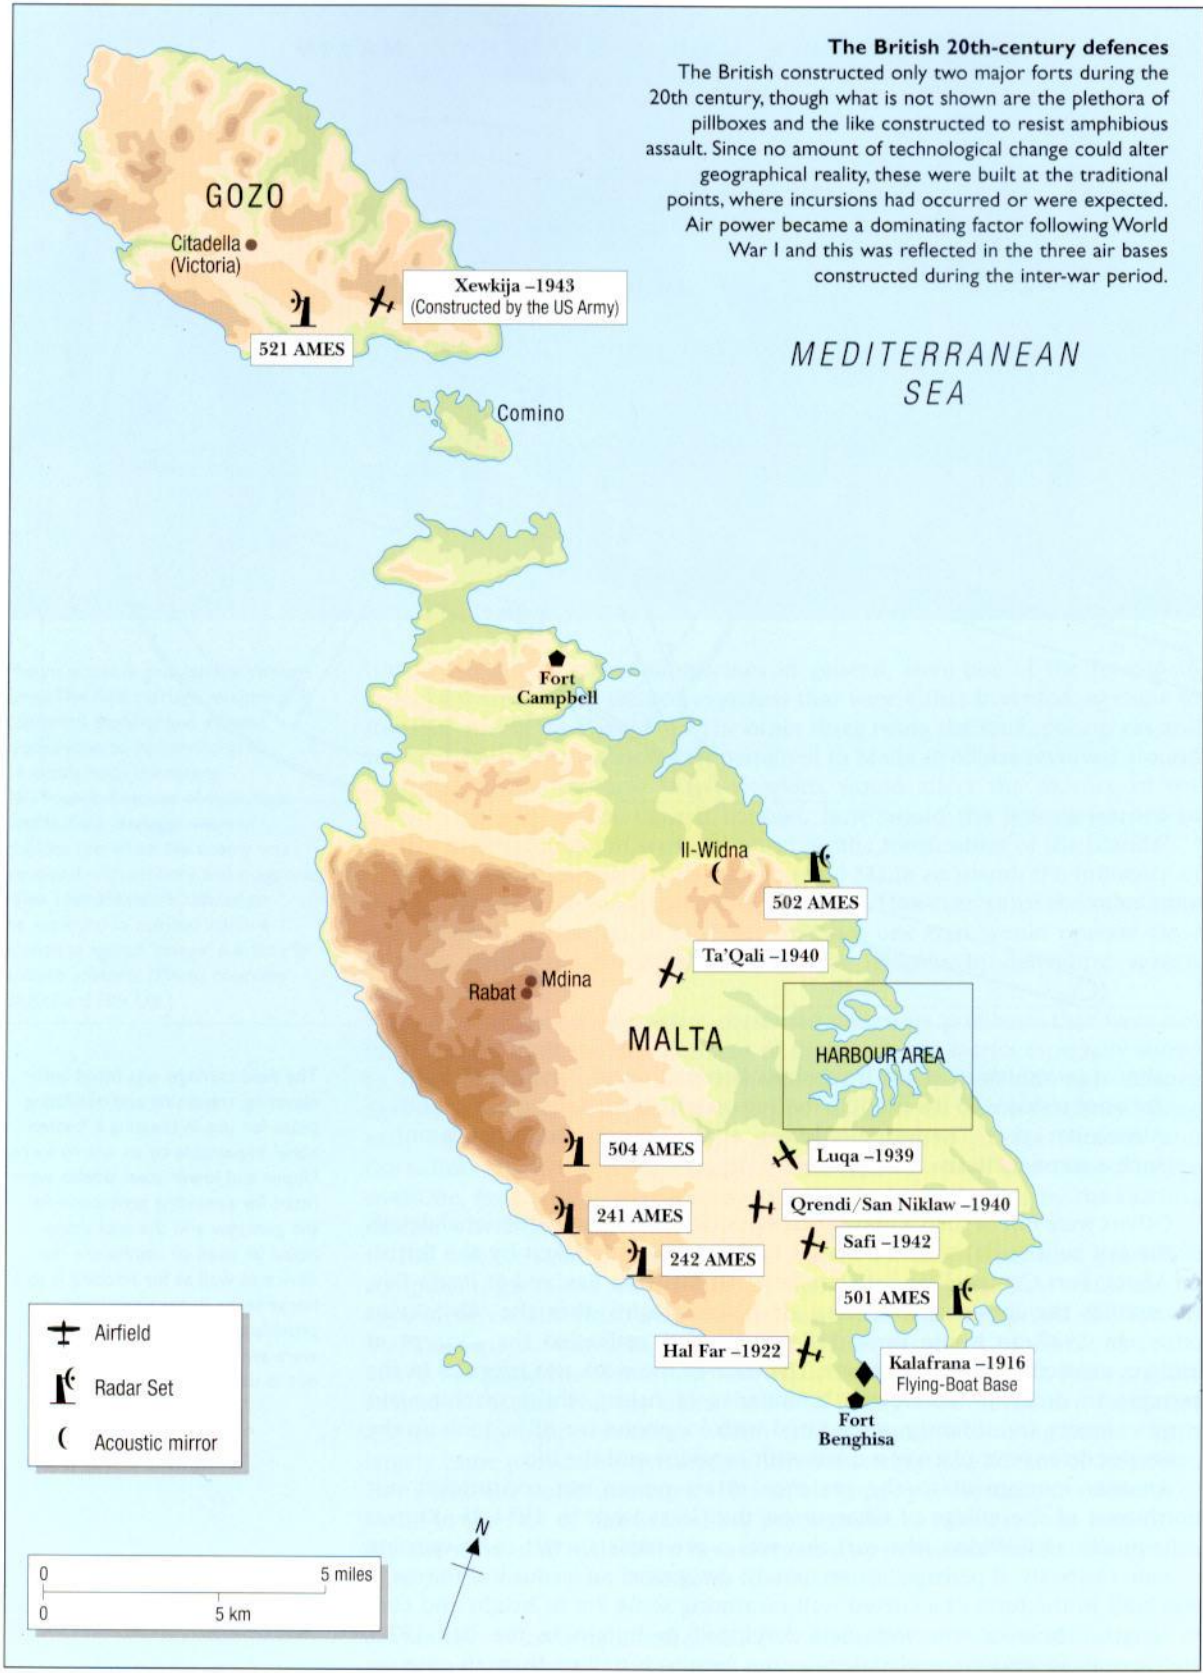 The British 20th-century defences
The British constructed only two major forts during the
20th century, though what is not shown are the plethora of
pillboxes and the like constructed to resist amphibious
assault. Since no amount of technological change could alter
geographical reality, these were built at the traditional
points, where incursions had occurred or were expected.
Air power became a dominating factor following World
War I and this was reflected in the three air bases
constructed during the inter-war period.
GOZO
Citadella
(Victoria)
Xewkija –1943
(Constructed by the US Army)
521 AMES
MEDITERRANEAN
SEA
Comino
Fort
Campbell
Il-Widna
502 AMES
Ta'Qali –1940
Mdina
Rabat
MALTA
HARBOUR AREA
504 AMES
Luqa –1939
Qrendi/San Niklaw –1940
241 AMES
Safi –1942
242 AMES
501 AMES
Hal Far –1922
Kalafrana –1916
Flying-Boat Base
Fort
Benghisa
Airfield
Radar Set
Acoustic mirror
N
0 5 miles
0 5 km